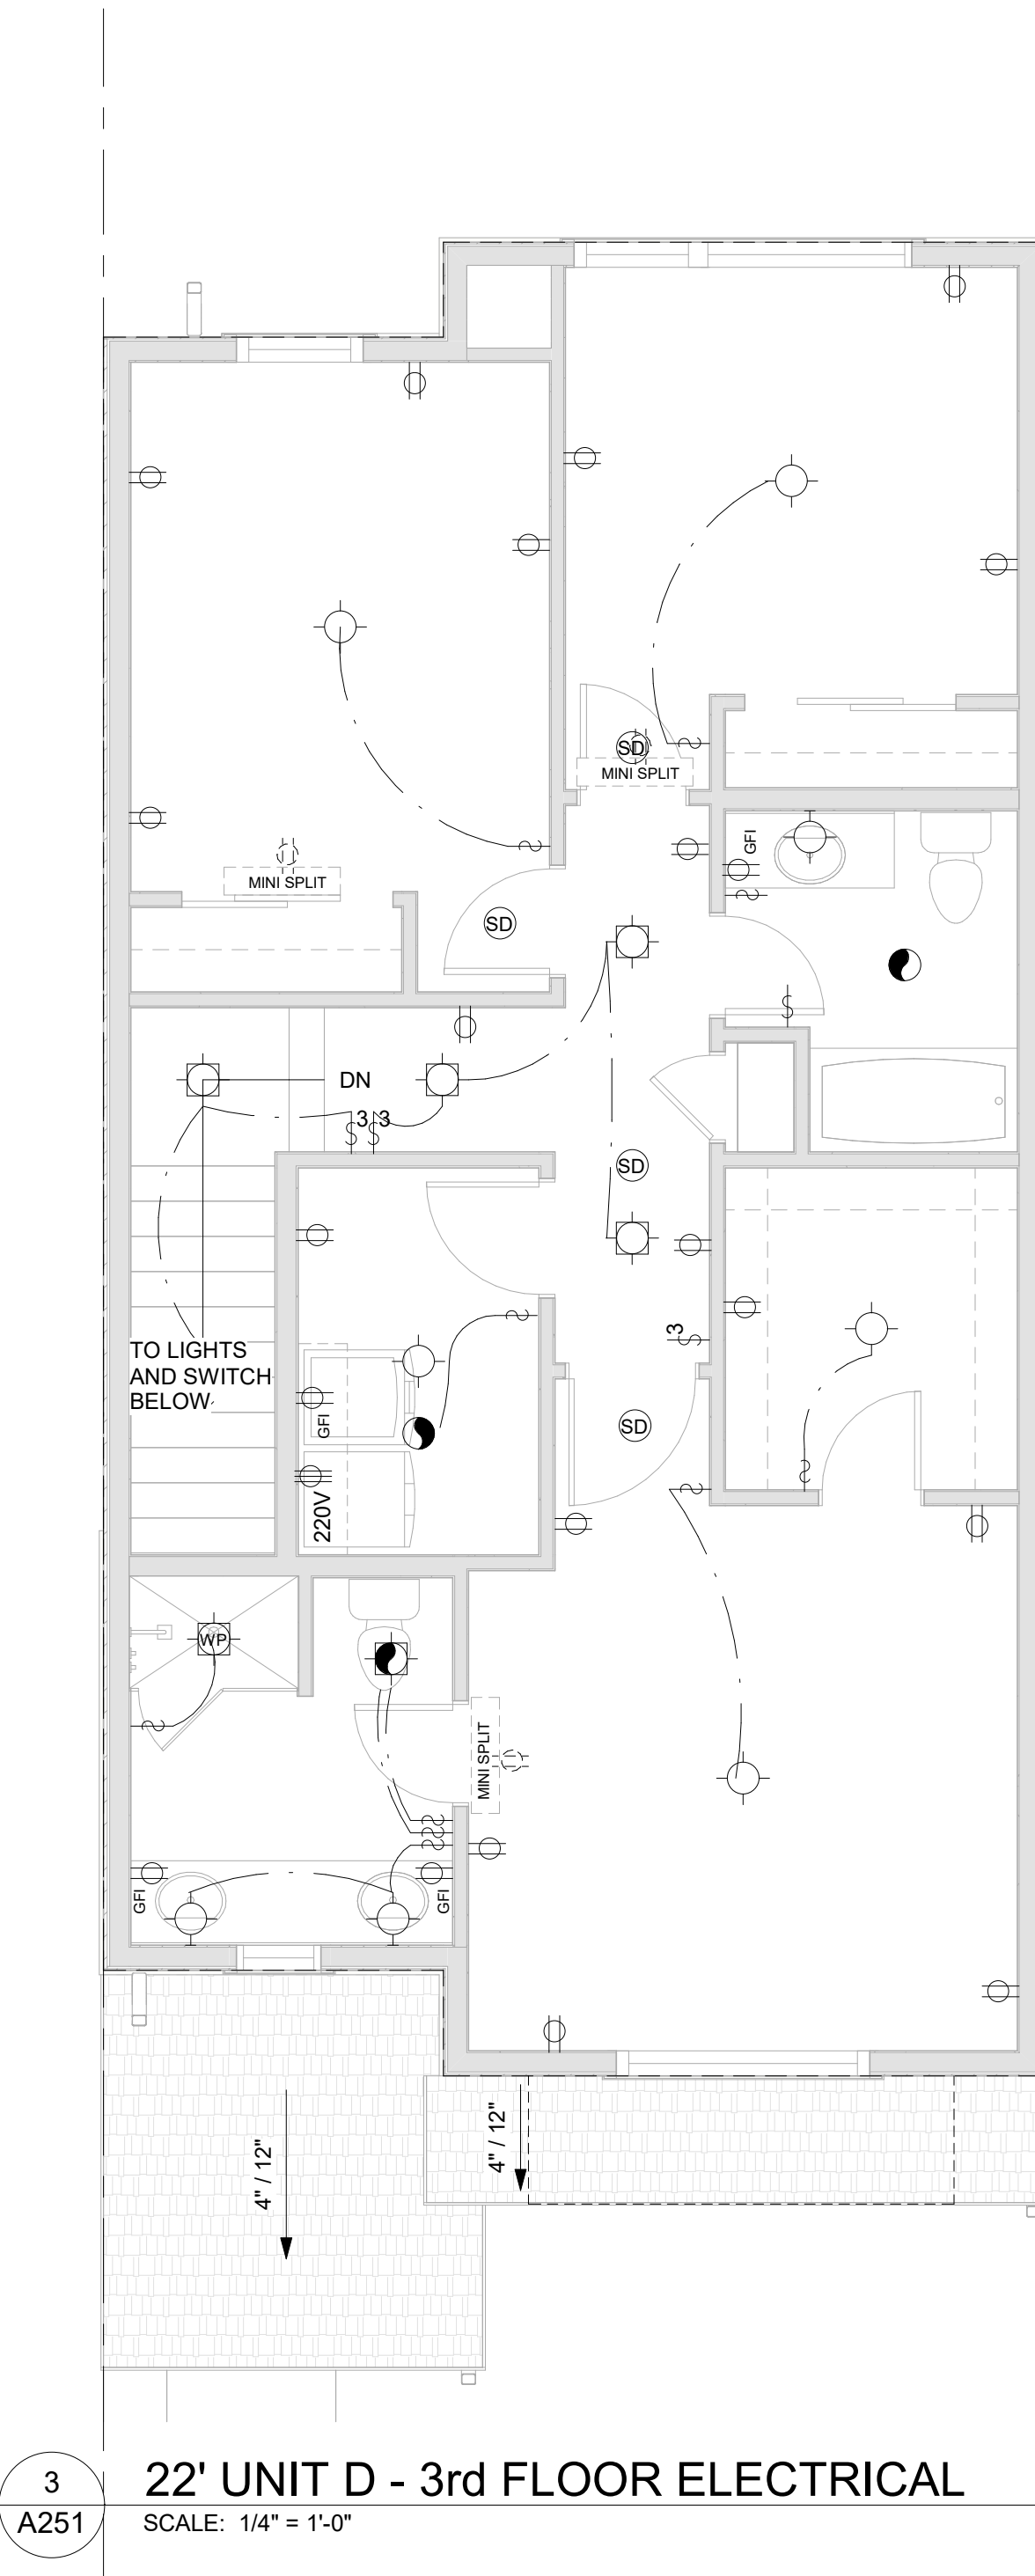 SD
MINI SPLIT
GFI
MINI SPLIT
SD
DN
3 3
SD
3
TO LIGHTS
AND SWITCH
BELOW
GFI
SD
220V
WP
MINI SPLIT
GFI
GFI
4" / 12"
4" / 12"
3
A251
22' UNIT D - 3rd FLOOR ELECTRICAL
SCALE: 1/4" = 1'-0"